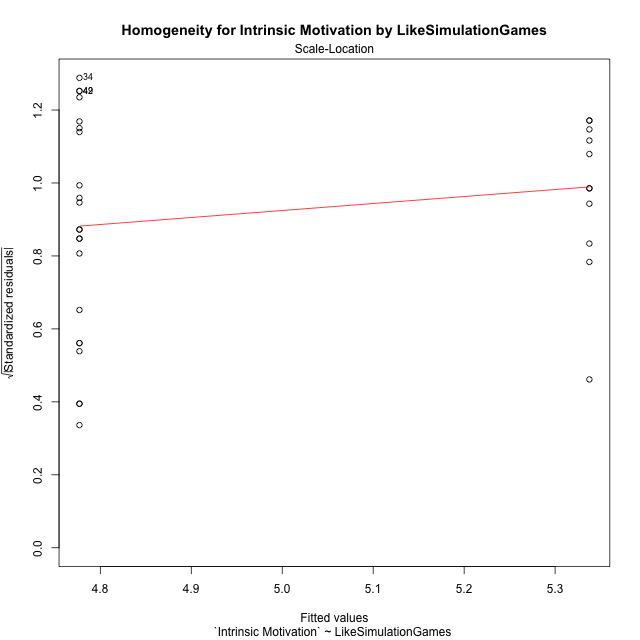 Homogeneity for Intrinsic Motivation by LikeSimulationGames
Scale-Location
34
49
1.2
1.0
0.8
0.6
0.4
0.2
0.0
√|Standardized residuals|
4.8 4.9 5.0 5.1 5.2 5.3
Fitted values
`Intrinsic Motivation` ~ LikeSimulationGames